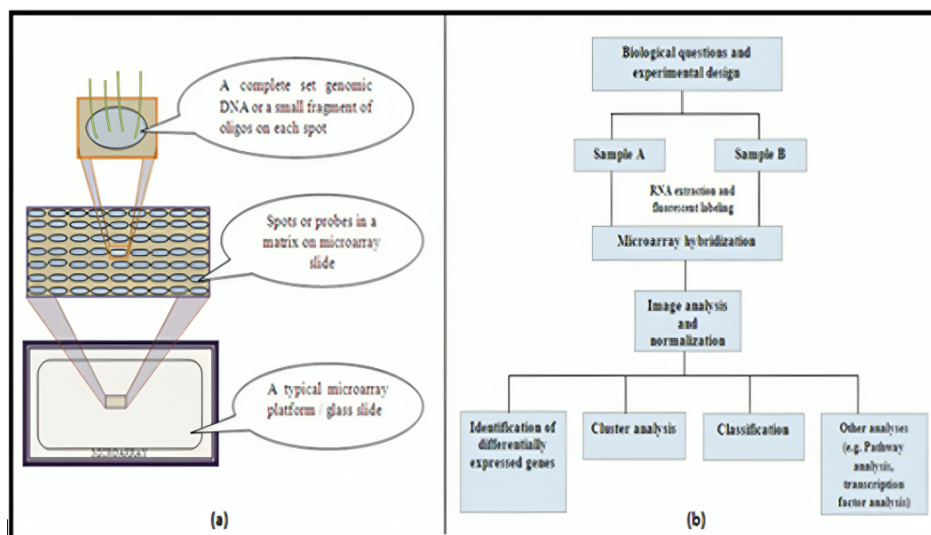 A complete set genomic
DNA or a small fragment of
oligos on each spot
Spots or probes in a
matrix on microarray
slide
A typical microarray
platform / glass slide
MICROARRAY
(a)
Biological questions and
experimental design
Sample A
Sample B
RNA extraction and
fluorescent labeling
Microarray hybridization
Image analysis
and
normalization
Identification of
differentially
expressed genes
Cluster analysis
Classification
Other analyses
(e.g. Pathway
analysis,
transcription
factor analysis)
(b)